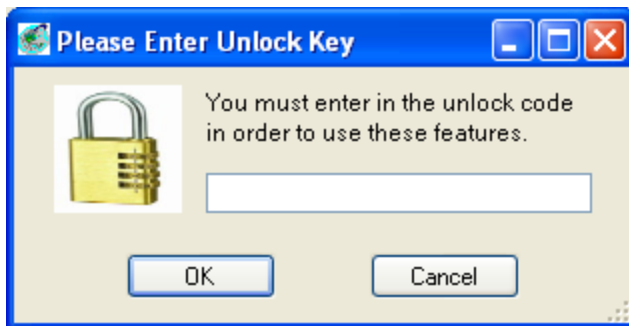 Please Enter Unlock Key
You must enter in the unlock code
in order to use these features.
OK
Cancel